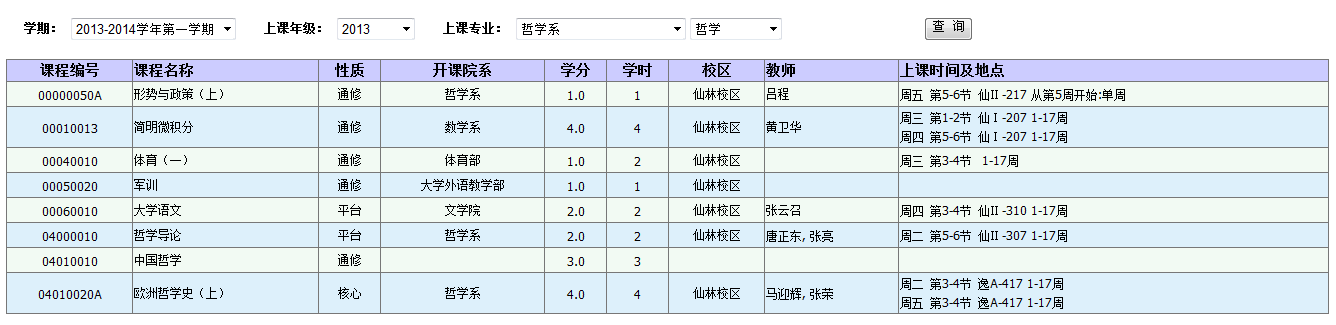 学期： 2013-2014学年第一学期 上课年级： 2013 上课专业： 哲学系 哲学 查 询
课程编号 课程名称 性质 开课院系 学分 学时 校区 教师 上课时间及地点
00000050A 形势与政策（上） 通修 哲学系 1.0 1 仙林校区 吕程 周五 第5-6节 仙II -217 从第5周开始:单周
00010013 简明微积分 通修 数学系 4.0 4 仙林校区 黄卫华 周三 第1-2节 仙 I -207 1-17周
周四 第5-6节 仙 I -207 1-17周
00040010 体育（一） 通修 体育部 1.0 2 仙林校区 周三 第3-4节 1-17周
00050020 军训 通修 大学外语教学部 1.0 1 仙林校区
00060010 大学语文 平台 文学院 2.0 2 仙林校区 张云召 周四 第3-4节 仙II -310 1-17周
04000010 哲学导论 平台 哲学系 2.0 2 仙林校区 唐正东, 张亮 周二 第5-6节 仙II -307 1-17周
04010010 中国哲学 通修 3.0 3
04010020A 欧洲哲学史（上） 核心 哲学系 4.0 4 仙林校区 马迎辉, 张荣 周二 第3-4节 逸A-417 1-17周
周五 第3-4节 逸A-417 1-17周